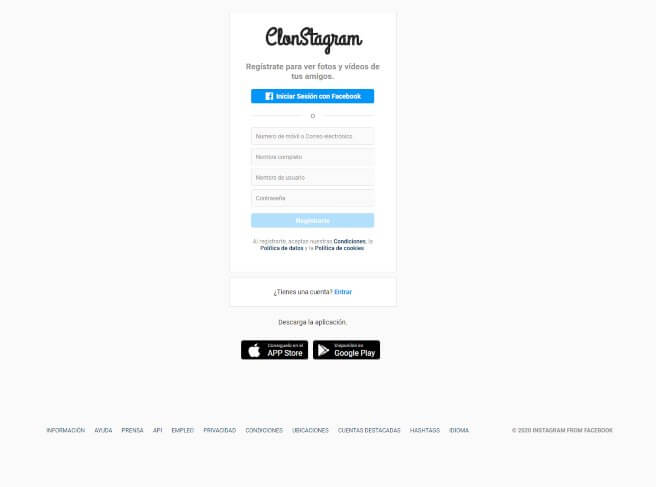 ClonStagram
Regístrate para ver fotos y vídeos de
tus amigos.
Iniciar Sesión con Facebook
O
Número de móvil o Correo electrónico
Nombre completo
Nombre de usuario
Contraseña
Registrarte
Al registrarte, aceptas nuestras Condiciones, la
Política de datos y la Política de cookies
¿Tienes una cuenta? Entrar
Descarga la aplicación.
Consíguelo en el
APP Store
Disponible en
Google Play
INFORMACIÓN AYUDA PRENSA API EMPLEO PRIVACIDAD CONDICIONES UBICACIONES CUENTAS DESTACADAS HASHTAGS IDIOMA © 2020 INSTAGRAM FROM FACEBOOK